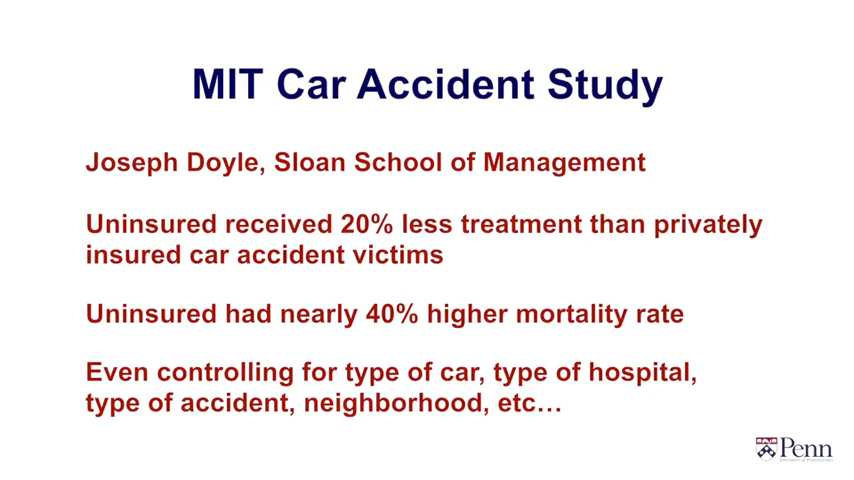 MIT Car Accident Study
Joseph Doyle, Sloan School of Management
Uninsured received 20% less treatment than privately
insured car accident victims
Uninsured had nearly 40% higher mortality rate
Even controlling for type of car, type of hospital,
type of accident, neighborhood, etc…
Penn